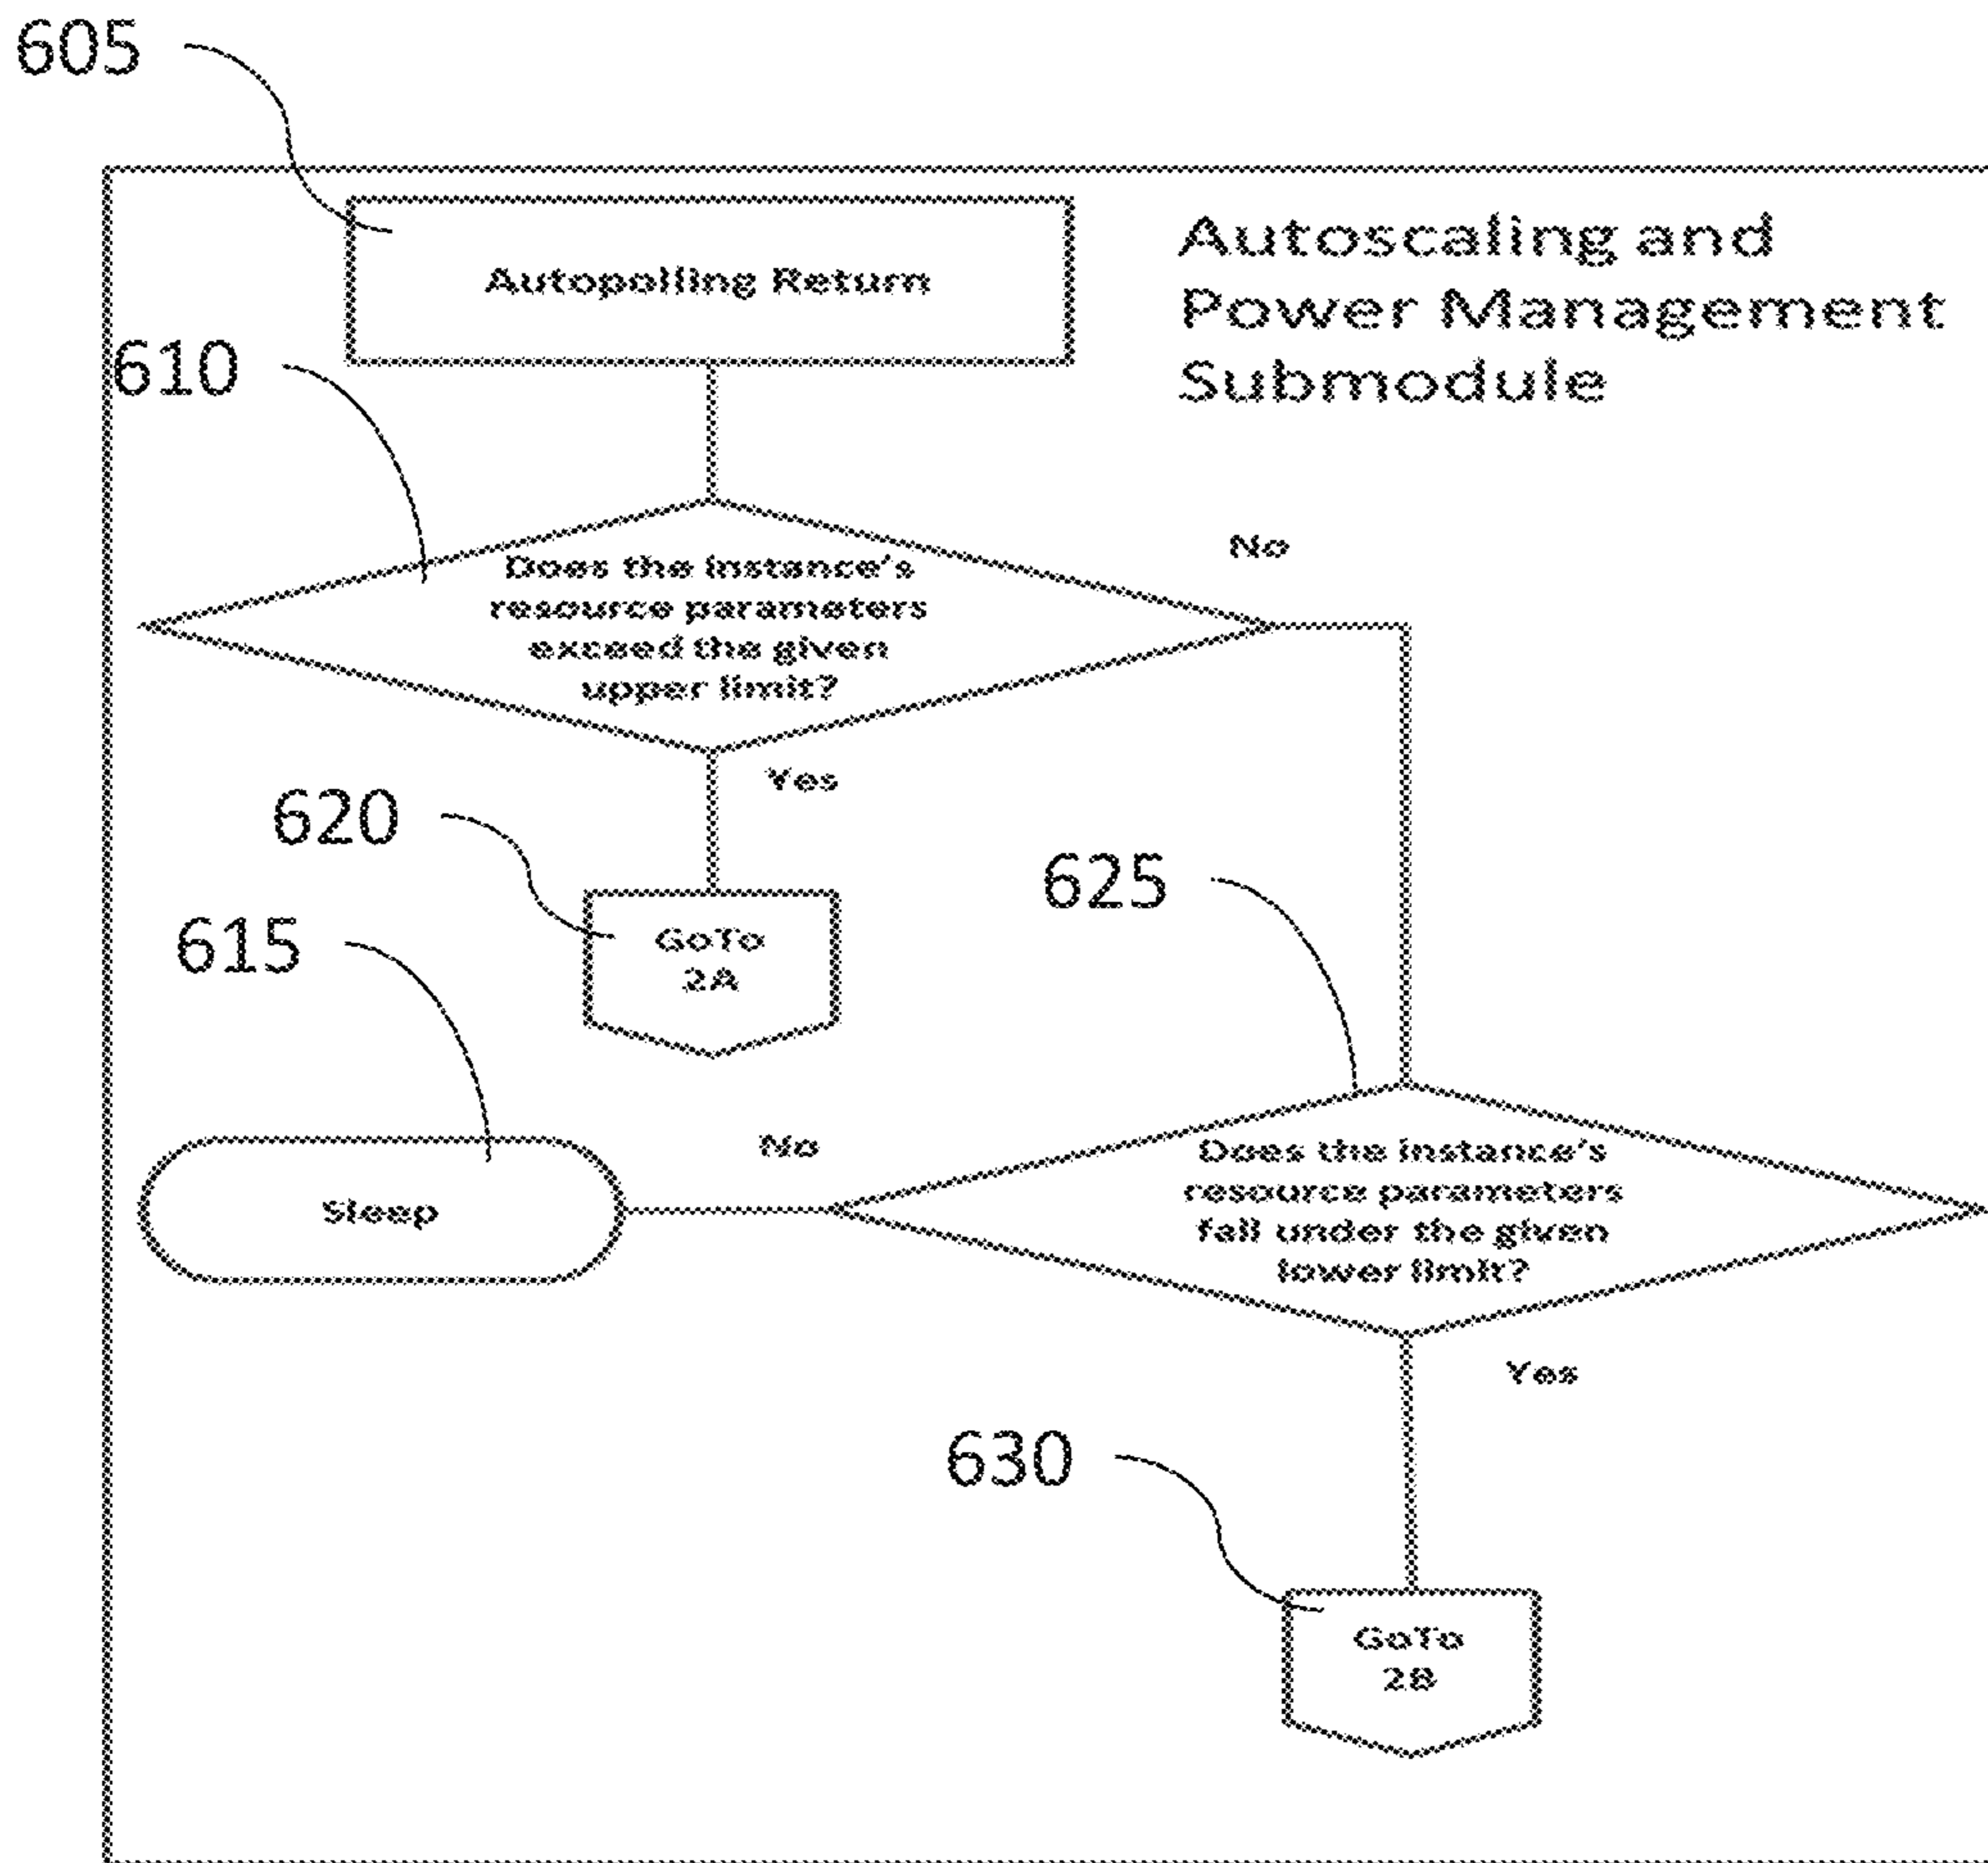 605
Autopolling Return
Autoscaling and
Power Management
Submodule
610
Does the instance's
resource parameters
exceed the given
upper limit?
No
Yes
620
GoTo
2A
625
615
Sleep
No
Does the instance's
resource parameters
fall under the given
lower limit?
Yes
630
GoTo
2B